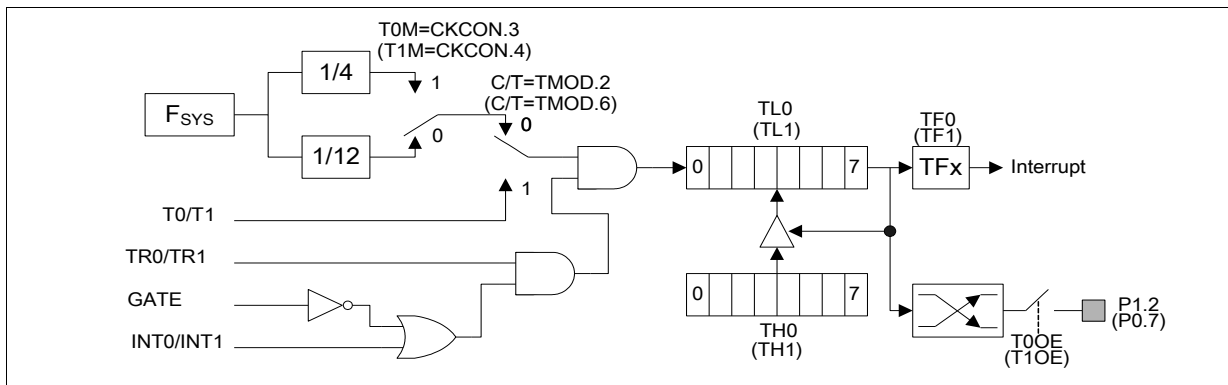 T0M=CKCON.3
(T1M=CKCON.4)
1/4
1
C/T=TMOD.2
(C/T=TMOD.6)
FSYS
0
0
1/12
1
T0/T1
TR0/TR1
GATE
INT0/INT1
TL0
(TL1)
0
7
TF0
(TF1)
TFx
Interrupt
0
7
TH0
(TH1)
P1.2
(P0.7)
T0OE
(T1OE)